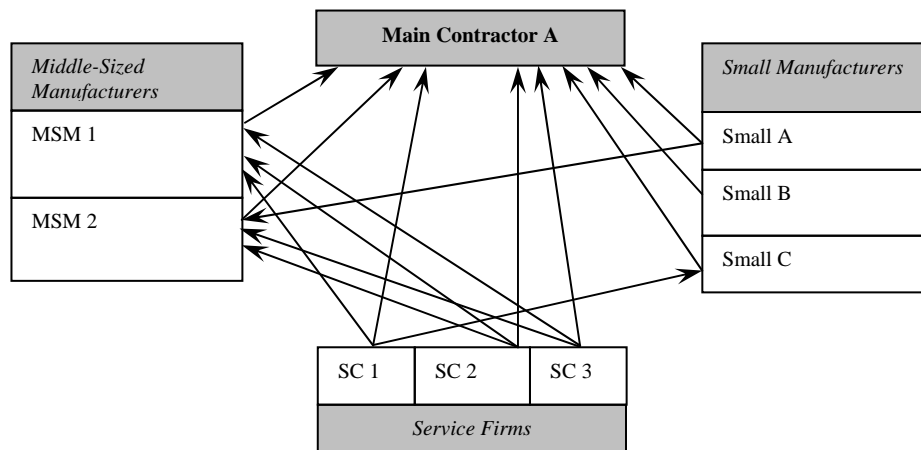 Main Contractor A
Middle-Sized
Manufacturers
MSM 1
MSM 2
Small Manufacturers
Small A
Small B
Small C
SC 1
SC 2
SC 3
Service Firms